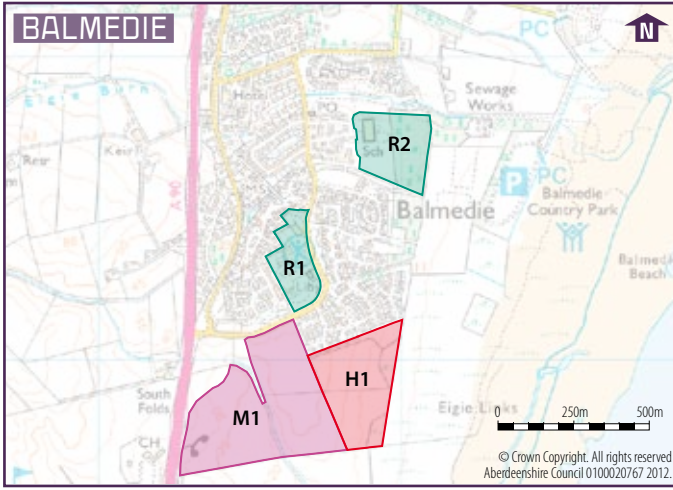 BALMEDIE
N
PC
Eigie Burn
Hotel
PO
Sewage
Works
Sch
R2
Keir
A 90
P PC
Balmedie
Country Park
Balmedie
Balmedie
Beach
R1
H1
South
Folds
M1
CH
Eigie Links
0 250m 500m
© Crown Copyright. All rights reserved
Aberdeenshire Council 0100020767 2012.